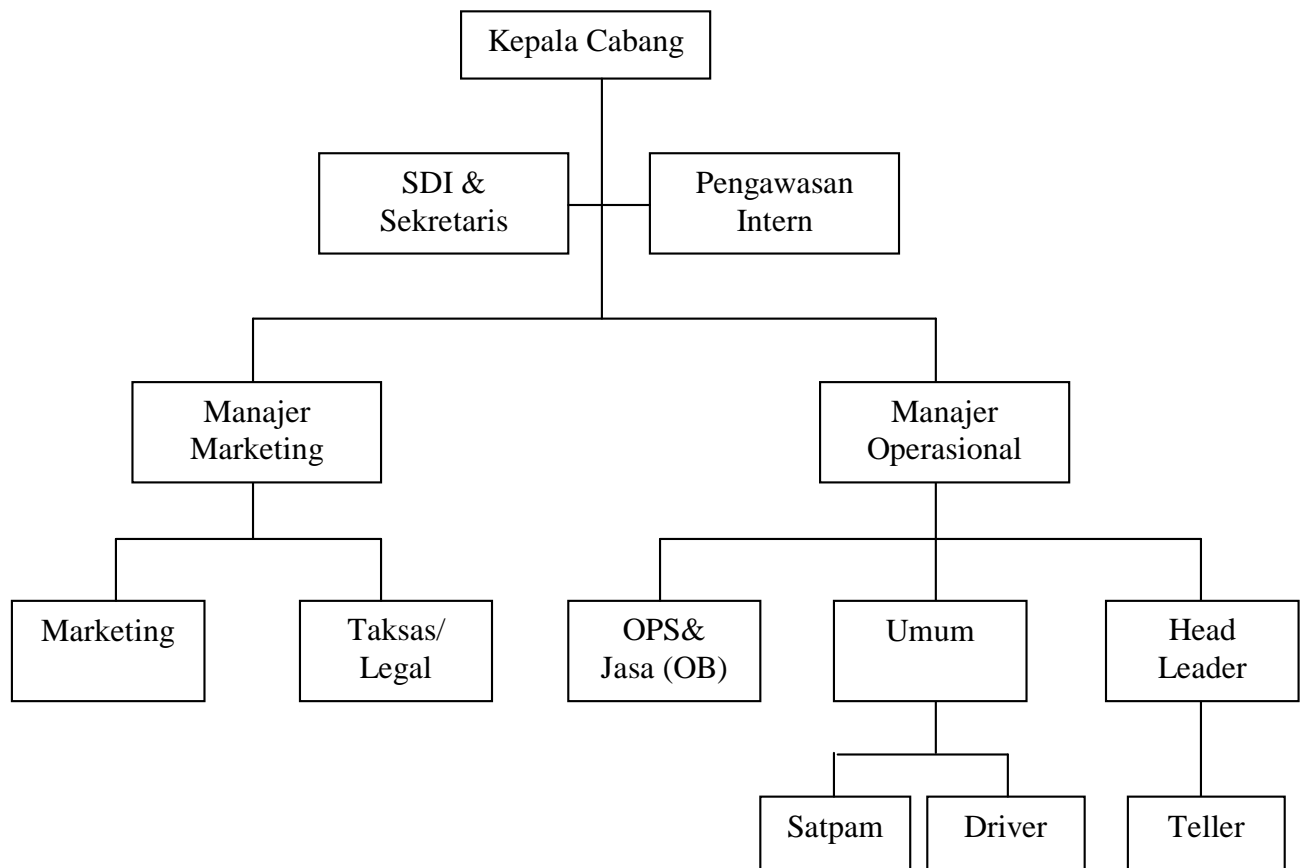 Kepala Cabang
SDI &
Sekretaris
Pengawasan
Intern
Manajer
Marketing
Manajer
Operasional
Marketing
Taksas/
Legal
OPS&
Jasa (OB)
Umum
Head
Leader
Satpam
Driver
Teller